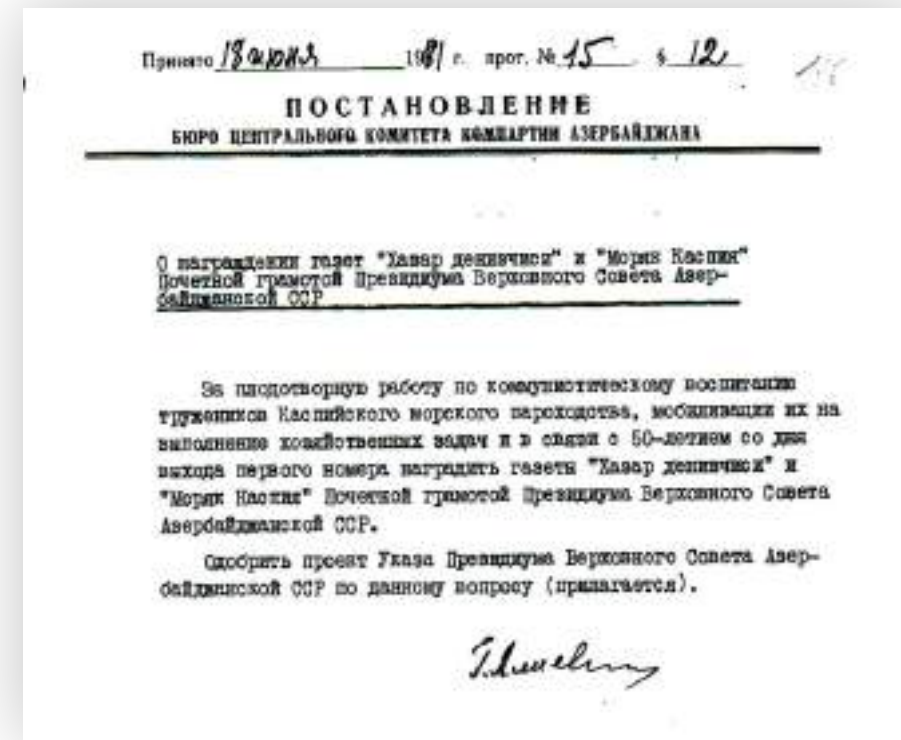 Принято 18 июня 1981 г. прот. № 15 § 12
ПОСТАНОВЛЕНИЕ
БЮРО ЦЕНТРАЛЬНОГО КОМИТЕТА КОМПАРТИИ АЗЕРБАЙДЖАНА
О награждении газет "Хазар денизчиси" и "Моряк Каспия"
Почетной грамотой Президиума Верховного Совета Азер-
байджанской ССР
За плодотворную работу по коммунистическому воспитанию
тружеников Каспийского морского пароходства, мобилизации их на
выполнение хозяйственных задач и в связи с 50-летием со дня
выхода первого номера наградить газеты "Хазар денизчиси" и
"Моряк Каспия" Почетной грамотой Президиума Верховного Совета
Азербайджанской ССР.
Одобрить проект Указа Президиума Верховного Совета Азер-
байджанской ССР по данному вопросу (прилагается).